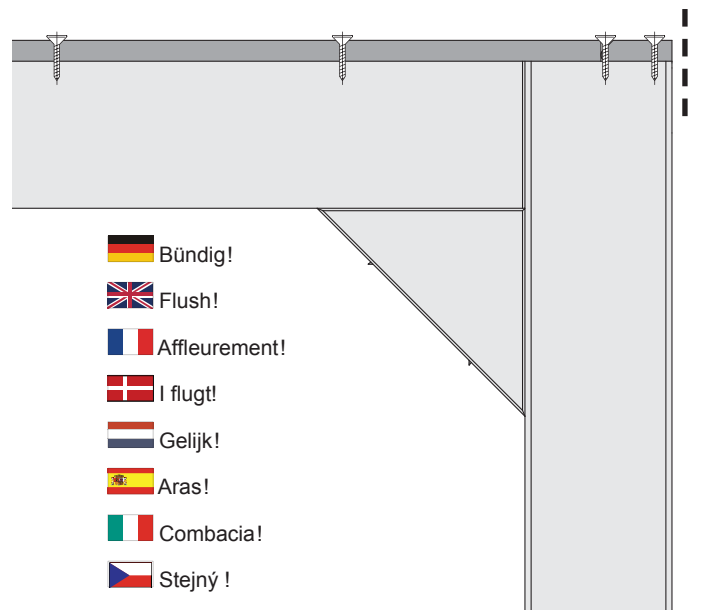 Bündig!
Flush!
Affleurement!
I flugt!
Gelijk!
Aras!
Combacia!
Stejný !